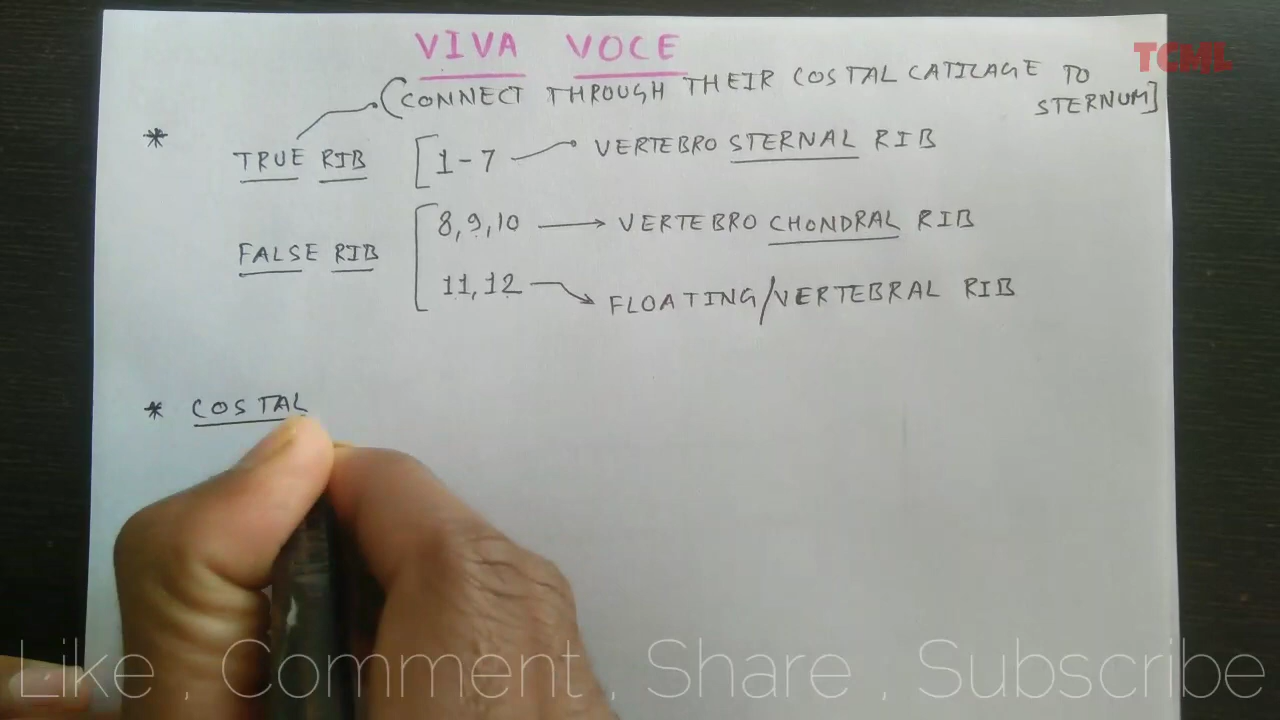 VIVA VOCE
TCML
(CONNECT THROUGH THEIR COSTAL CATILAGE TO
STERNUM]
* TRUE RIB [1-7 VERTEBRO STERNAL RIB
FALSE RIB [8,9,10 → VERTEBRO CHONDRAL RIB
11,12 → FLOATING/VERTEBRAL RIB
* COSTAL
Like , Comment , Share , Subscribe